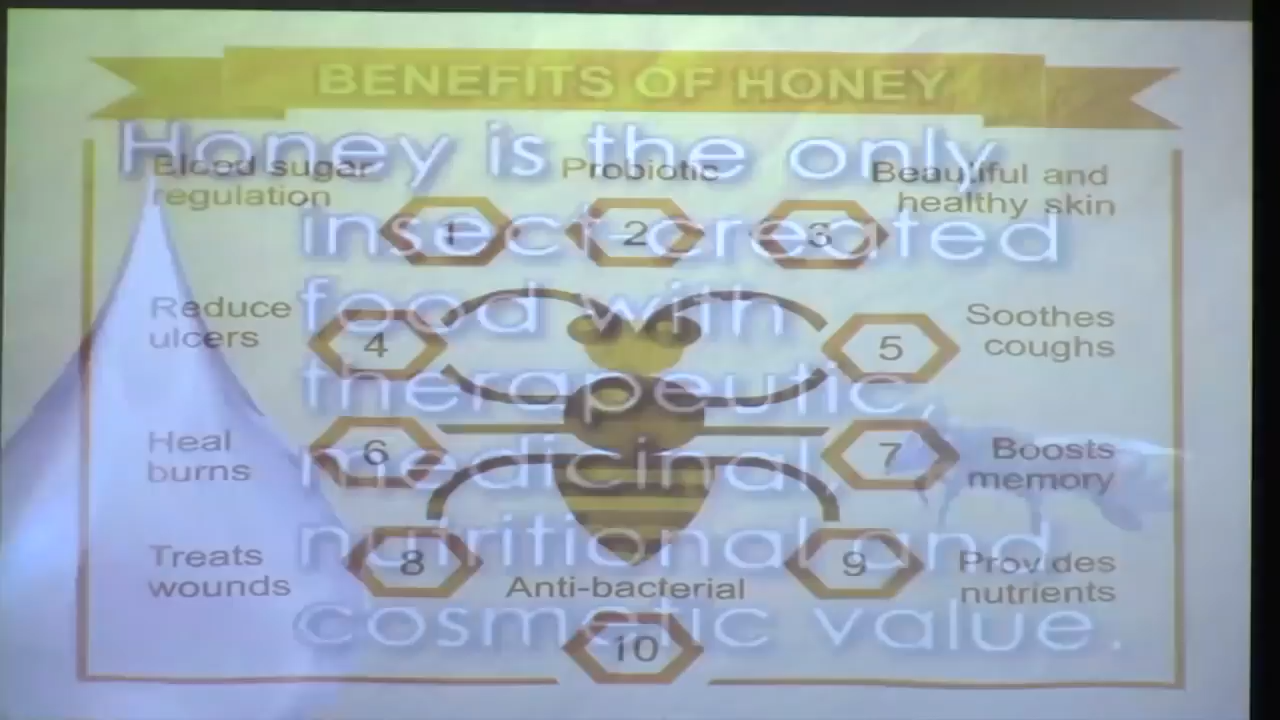 BENEFITS OF HONEY
Honey is the only
insect-created
food with
therapeutic,
medicinal,
nutritional and
cosmetic value.
Blood sugar
regulation
1
Probiotic
2
Beautiful and
healthy skin
3
Reduce
ulcers
4
Soothes
coughs
5
Heal
burns
6
Boosts
memory
7
Treats
wounds
8
Provides
nutrients
9
Anti-bacterial
10